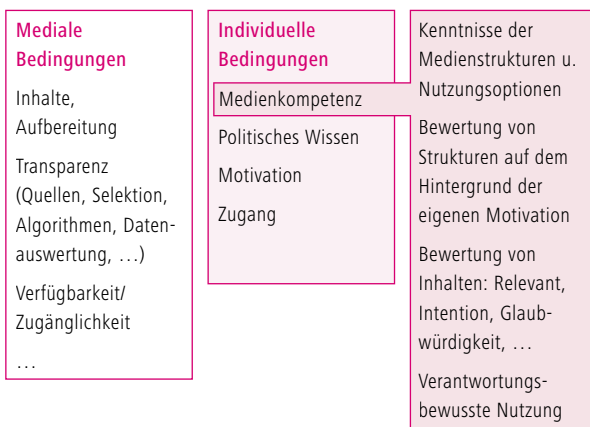 Mediale
Bedingungen
Inhalte,
Aufbereitung
Transparenz
(Quellen, Selektion,
Algorithmen, Daten-
auswertung, …)
Verfügbarkeit/
Zugänglichkeit
…
Individuelle
Bedingungen
Medienkompetenz
Politisches Wissen
Motivation
Zugang
Kenntnisse der
Medienstrukturen u.
Nutzungsoptionen
Bewertung von
Strukturen auf dem
Hintergrund der
eigenen Motivation
Bewertung von
Inhalten: Relevant,
Intention, Glaub-
würdigkeit, …
Verantwortungs-
bewusste Nutzung